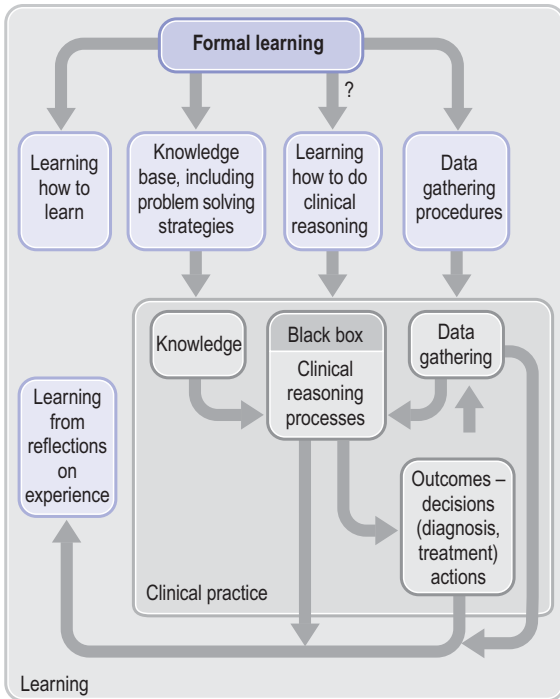 Formal learning
?
Learning
how to
learn
Knowledge
base, including
problem solving
strategies
Learning
how to do
clinical
reasoning
Data
gathering
procedures
Knowledge
Black box
Clinical
reasoning
processes
Data
gathering
Learning
from
reflections
on
experience
Outcomes –
decisions
(diagnosis,
treatment)
actions
Clinical practice
Learning